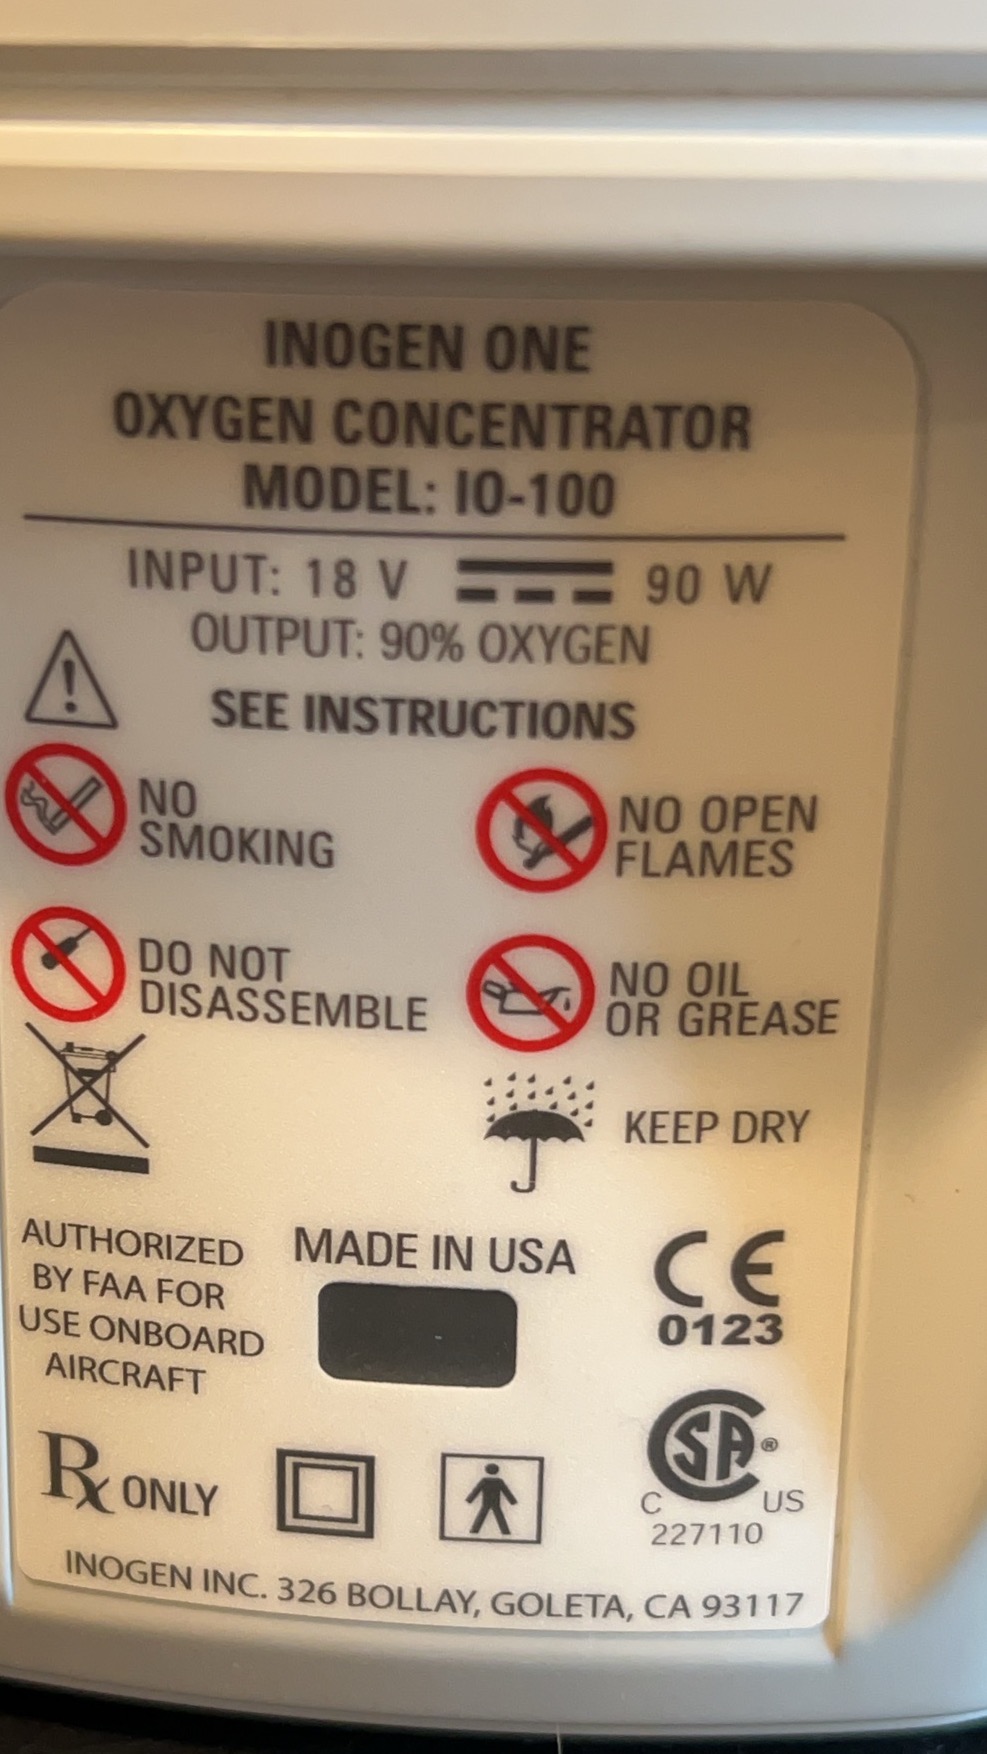 INOGEN ONE
OXYGEN CONCENTRATOR
MODEL: IO-100
INPUT: 18 V 90 W
OUTPUT: 90% OXYGEN
SEE INSTRUCTIONS
NO
SMOKING
NO OPEN
FLAMES
DO NOT
DISASSEMBLE
NO OIL
OR GREASE
KEEP DRY
AUTHORIZED
BY FAA FOR
USE ONBOARD
AIRCRAFT
MADE IN USA
CE
0123
Rx ONLY
CSA®
C US
227110
INOGEN INC. 326 BOLLAY, GOLETA, CA 93117